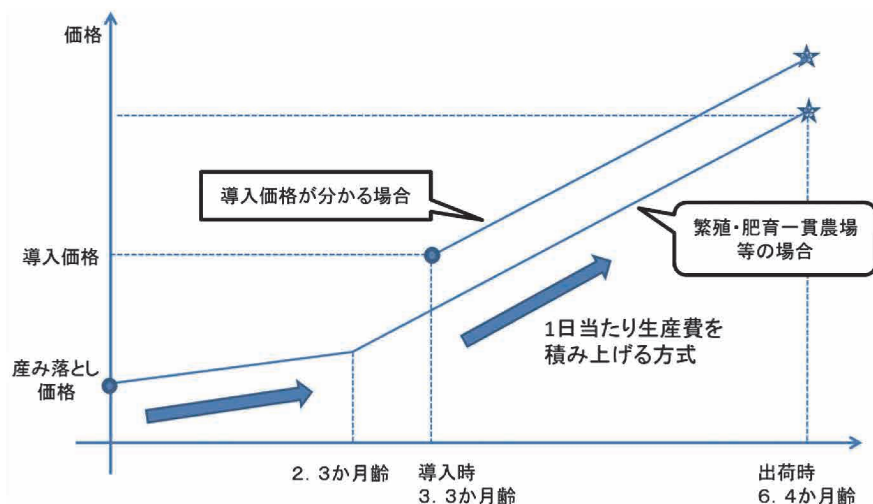 価格
導入価格が分かる場合
繁殖・肥育一貫農場
等の場合
導入価格
1日当たり生産費を
積み上げる方式
産み落とし
価格
2．3か月齢
導入時
3．3か月齢
出荷時
6．4か月齢